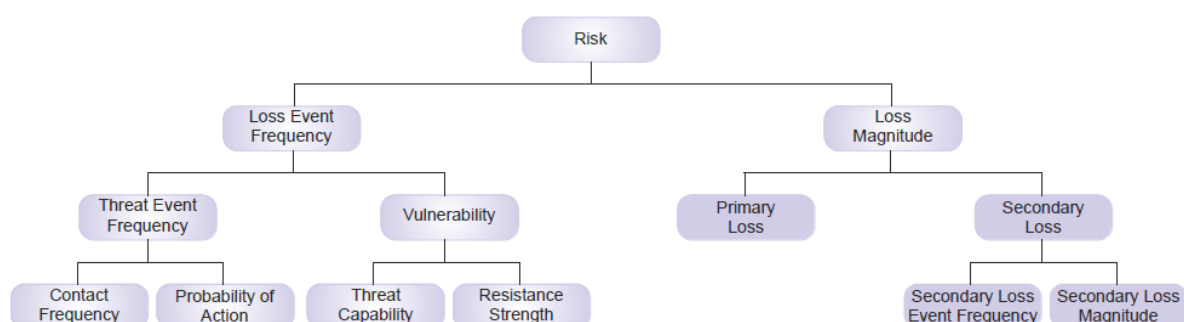 Risk
Loss Event
Frequency
Loss
Magnitude
Threat Event
Frequency
Vulnerability
Primary
Loss
Secondary
Loss
Contact
Frequency
Probability of
Action
Threat
Capability
Resistance
Strength
Secondary Loss
Event Frequency
Secondary Loss
Magnitude